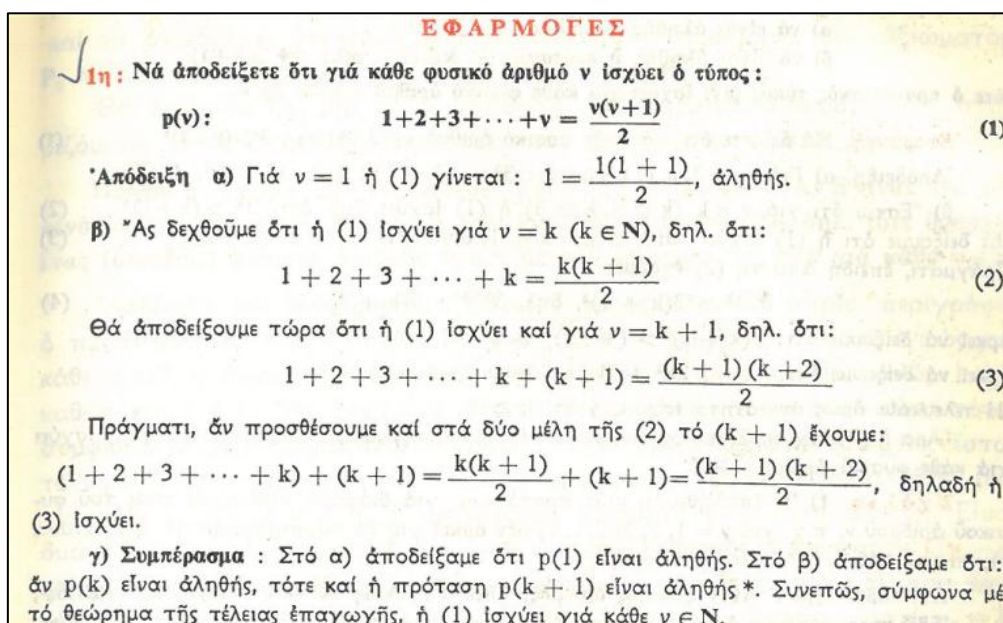 ΕΦΑΡΜΟΓΕΣ
1η: Νά ἀποδείξετε ὅτι γιά κάθε φυσικό ἀριθμό ν ἰσχύει ὁ τύπος:
p(ν): 1+2+3+···+ν = ν(ν+1)/2 (1)
Ἀπόδειξη α) Γιά ν = 1 ἡ (1) γίνεται: 1 = 1(1 + 1)/2, ἀληθής.
β) Ἄς δεχθοῦμε ὅτι ἡ (1) ἰσχύει γιά ν = k (k ∈ N), δηλ. ὅτι:
1 + 2 + 3 + ··· + k = k(k + 1)/2 (2)
Θά ἀποδείξουμε τώρα ὅτι ἡ (1) ἰσχύει καί γιά ν = k + 1, δηλ. ὅτι:
1 + 2 + 3 + ··· + k + (k + 1) = (k + 1) (k +2)/2 (3)
Πράγματι, ἄν προσθέσουμε καί στά δύο μέλη τῆς (2) τό (k + 1) ἔχουμε:
(1 + 2 + 3 + ··· + k) + (k + 1) = k(k + 1)/2 + (k + 1)= (k + 1) (k + 2)/2, δηλαδή ἡ
(3) ἰσχύει.
γ) Συμπέρασμα : Στό α) ἀποδείξαμε ὅτι p(1) εἶναι ἀληθής. Στό β) ἀποδείξαμε ὅτι:
ἄν p(k) εἶναι ἀληθής, τότε καί ἡ πρόταση p(k + 1) εἶναι ἀληθής *. Συνεπῶς, σύμφωνα μέ
τό θεώρημα τῆς τέλειας ἐπαγωγῆς, ἡ (1) ἰσχύει γιά κάθε ν ∈ N.